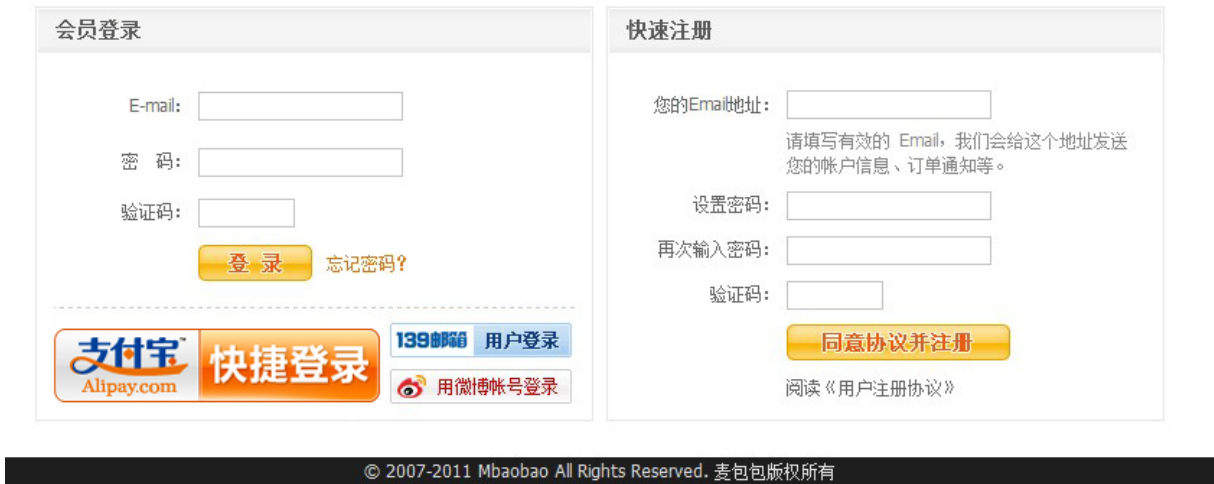 会员登录
E-mail:
密 码:
验证码:
登 录
忘记密码?
支付宝
Alipay.com
快捷登录
139邮箱 用户登录
用微博帐号登录
快速注册
您的Email地址:
请填写有效的 Email，我们会给这个地址发送
您的帐户信息、订单通知等。
设置密码:
再次输入密码:
验证码:
同意协议并注册
阅读《用户注册协议》
© 2007-2011 Mbaobao All Rights Reserved. 麦包包版权所有